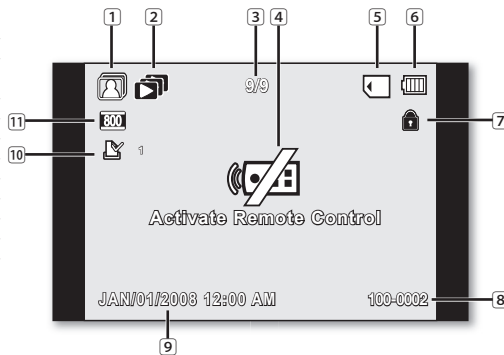 1 2 3 4 5 6
9/9
11 800 7
10 1
Activate Remote Control
JAN/01/2008 12:00 AM 100-0002 8
9